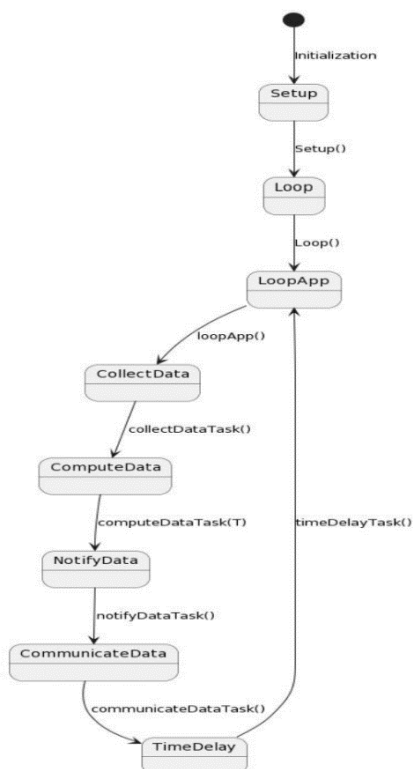 Initialization
Setup
Setup()
Loop
Loop()
LoopApp
loopApp()
CollectData
collectDataTask()
ComputeData
computeDataTask(T)
timeDelayTask()
NotifyData
notifyDataTask()
CommunicateData
communicateDataTask()
TimeDelay